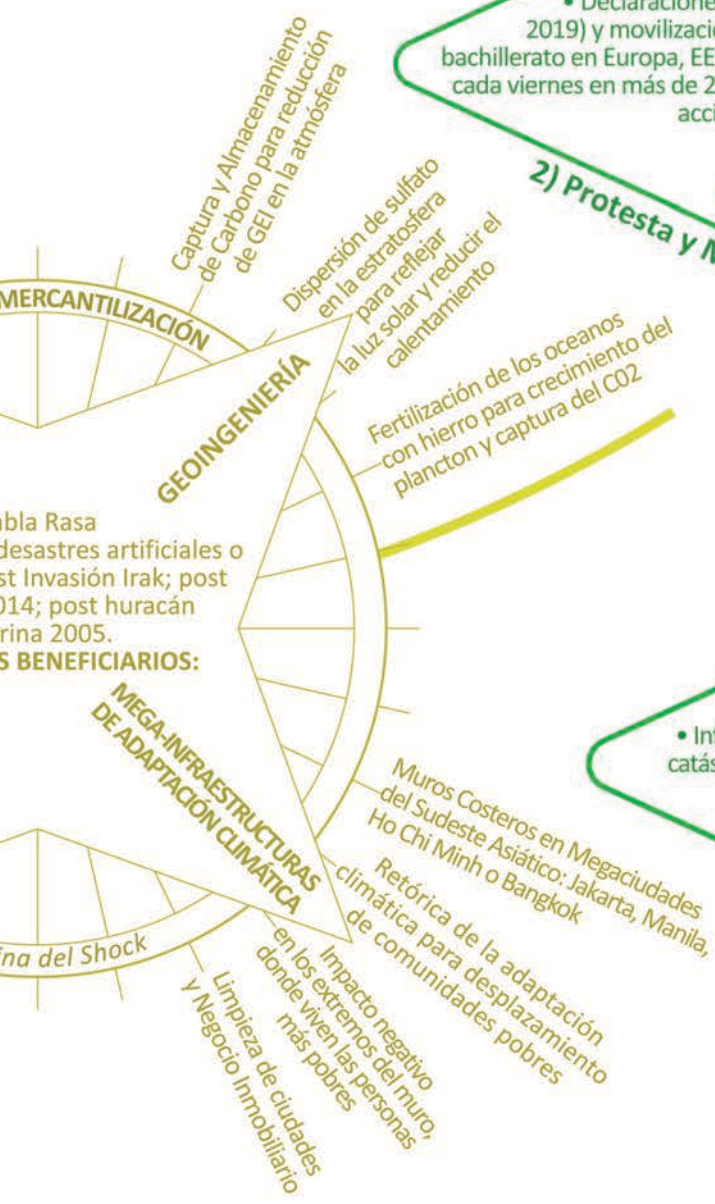 • Declaraciones
2019) y movilizacio
bachillerato en Europa, EE
cada viernes en más de 2
acci
2) Protesta y M
Captura y Almacenamiento
de Carbono para reducción
de GEI en la atmósfera
Dispersión de sulfato
en la estratosfera
para reflejar
la luz solar y reducir el
calentamiento
MERCANTILIZACIÓN
GEOINGENIERÍA
Fertilización de los oceanos
con hierro para crecimiento del
plancton y captura del C02
abla Rasa
desastres artificiales o
st Invasión Irak; post
014; post huracán
rina 2005.
S BENEFICIARIOS:
MEGA-INFRAESTRUCTURAS
DE ADAPTACIÓN CLIMÁTICA
• Inf
catás
Muros Costeros en Megaciudades
del Sudeste Asiático: Jakarta, Manila,
Ho Chi Minh o Bangkok
Retórica de la adaptación
climática para desplazamiento
de comunidades pobres
Impacto negativo
en los extremos del muro,
donde viven las personas
más pobres
Limpieza de ciudades
y Negocio Inmobiliario
ina del Shock